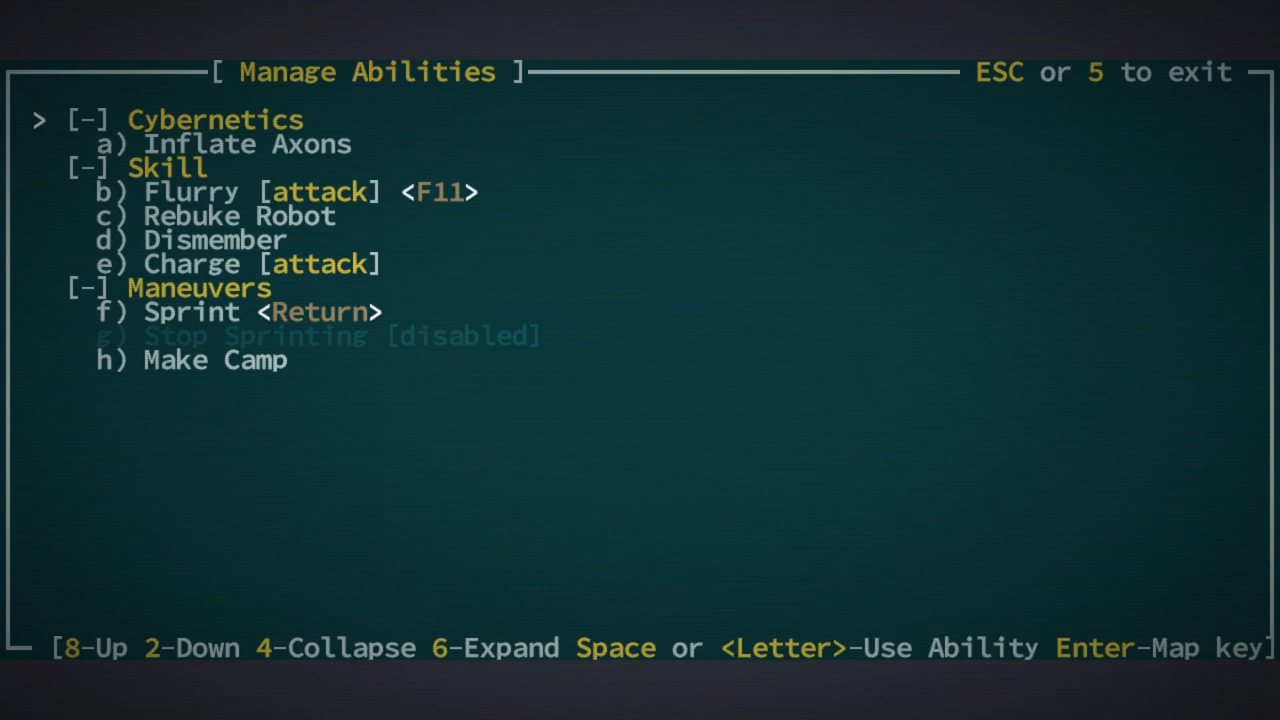 [ Manage Abilities ] ESC or 5 to exit
> [-] Cybernetics
a) Inflate Axons
[-] Skill
b) Flurry [attack] <F11>
c) Rebuke Robot
d) Dismember
e) Charge [attack]
[-] Maneuvers
f) Sprint <Return>
g) Stop Sprinting [disabled]
h) Make Camp
[8-Up 2-Down 4-Collapse 6-Expand Space or <Letter>-Use Ability Enter-Map key]